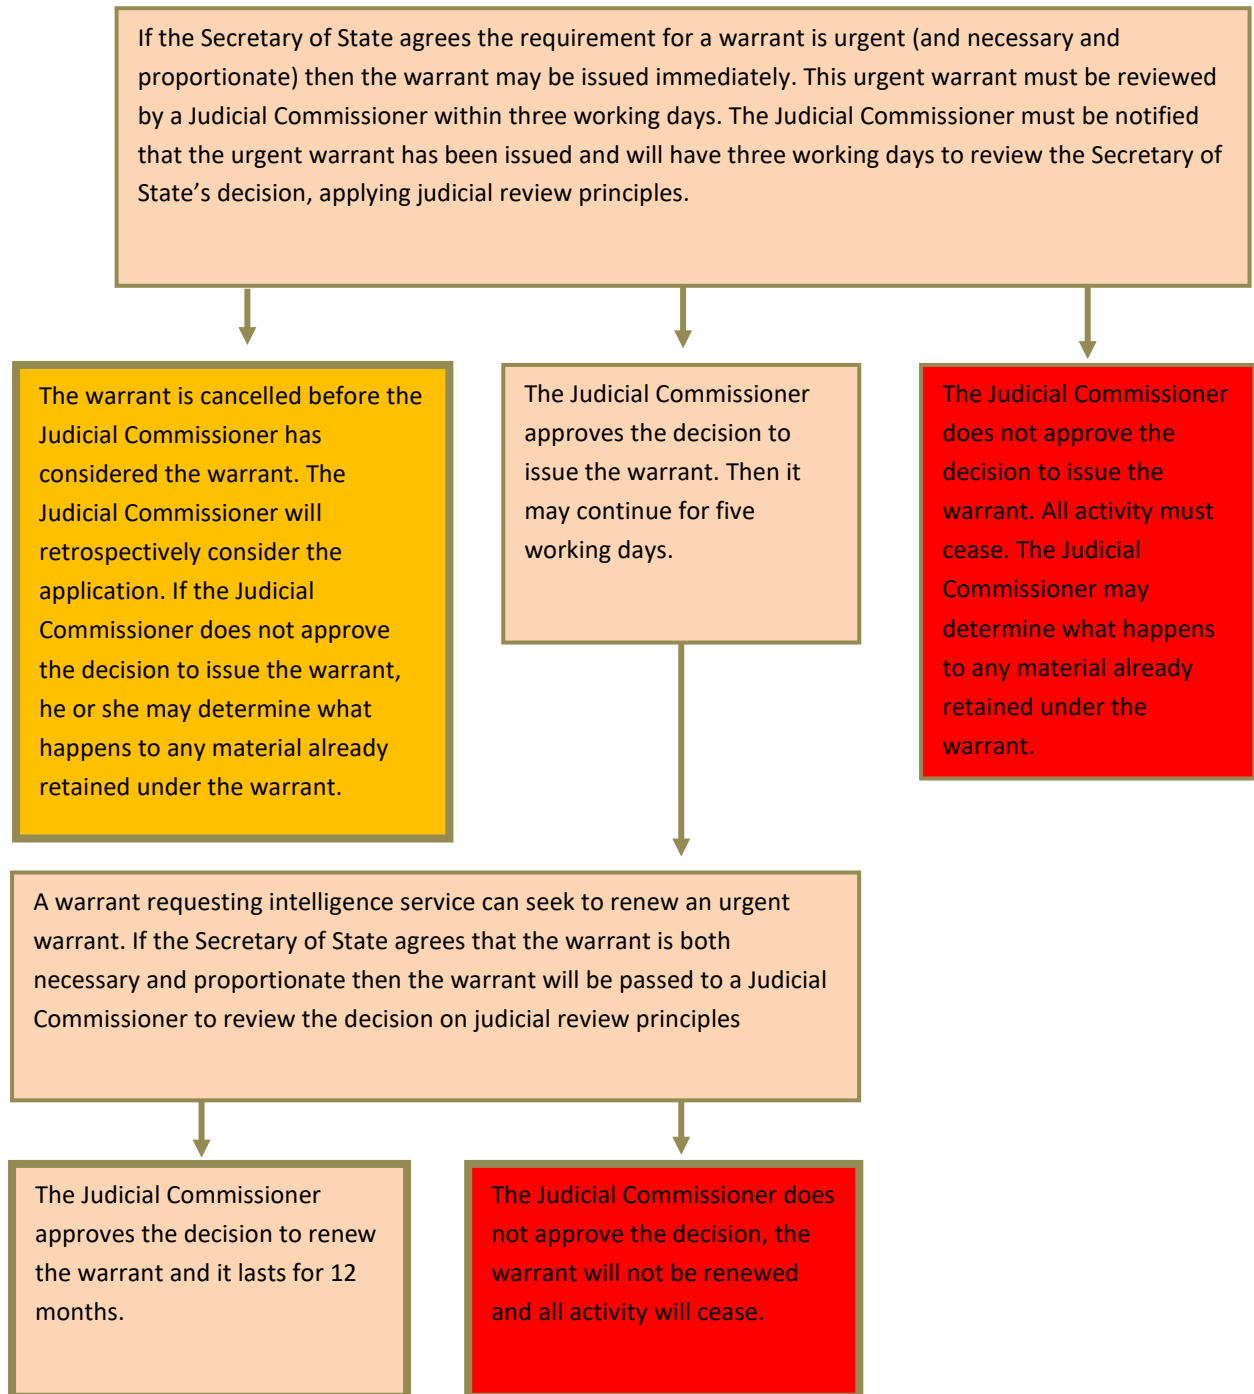 If the Secretary of State agrees the requirement for a warrant is urgent (and necessary and
proportionate) then the warrant may be issued immediately. This urgent warrant must be reviewed
by a Judicial Commissioner within three working days. The Judicial Commissioner must be notified
that the urgent warrant has been issued and will have three working days to review the Secretary of
State’s decision, applying judicial review principles.
The warrant is cancelled before the
Judicial Commissioner has
considered the warrant. The
Judicial Commissioner will
retrospectively consider the
application. If the Judicial
Commissioner does not approve
the decision to issue the warrant,
he or she may determine what
happens to any material already
retained under the warrant.
The Judicial Commissioner
approves the decision to
issue the warrant. Then it
may continue for five
working days.
The Judicial Commissioner
does not approve the
decision to issue the
warrant. All activity must
cease. The Judicial
Commissioner may
determine what happens
to any material already
retained under the
warrant.
A warrant requesting intelligence service can seek to renew an urgent
warrant. If the Secretary of State agrees that the warrant is both
necessary and proportionate then the warrant will be passed to a Judicial
Commissioner to review the decision on judicial review principles
The Judicial Commissioner
approves the decision to renew
the warrant and it lasts for 12
months.
The Judicial Commissioner does
not approve the decision, the
warrant will not be renewed
and all activity will cease.